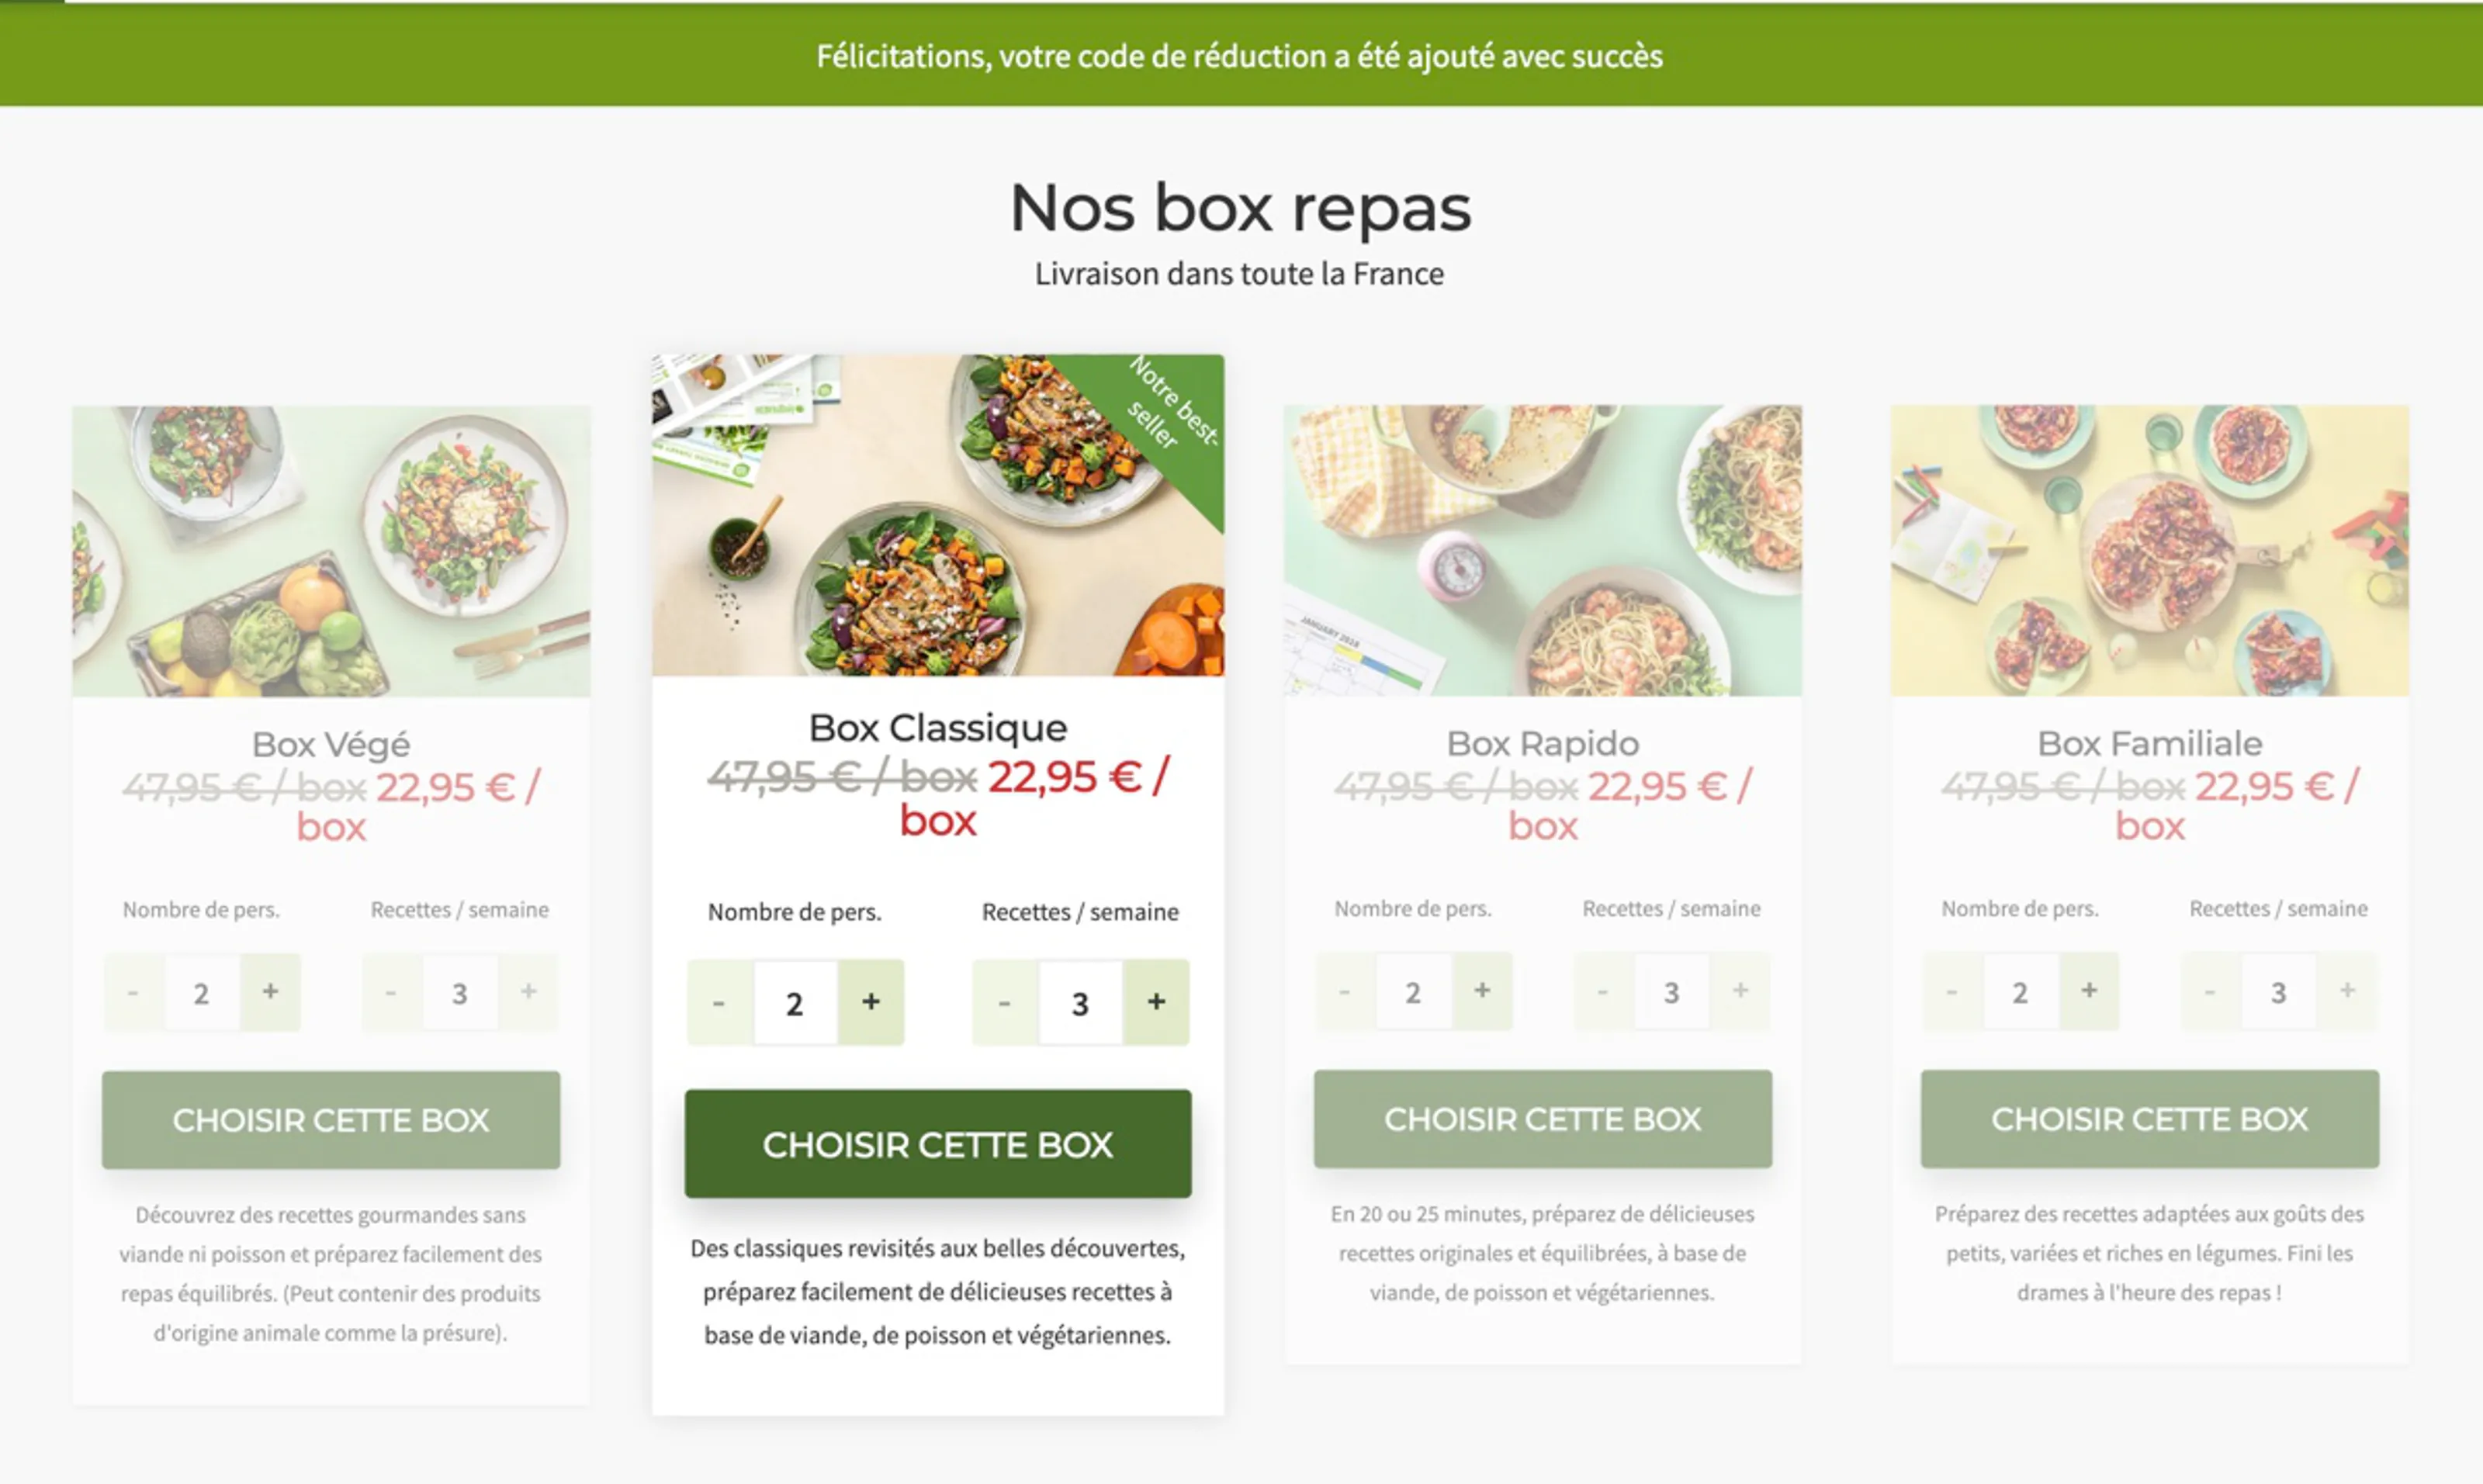 Félicitations, votre code de réduction a été ajouté avec succès
Nos box repas
Livraison dans toute la France
Box Végé
47,95 € / box 22,95 € /
box
Nombre de pers.
Recettes / semaine
- 2 +
- 3 +
CHOISIR CETTE BOX
Découvrez des recettes gourmandes sans
viande ni poisson et préparez facilement des
repas équilibrés. (Peut contenir des produits
d'origine animale comme la présure).
Notre best-
seller
Box Classique
47,95 € / box 22,95 € /
box
Nombre de pers.
Recettes / semaine
- 2 +
- 3 +
CHOISIR CETTE BOX
Des classiques revisités aux belles découvertes,
préparez facilement de délicieuses recettes à
base de viande, de poisson et végétariennes.
JANUARY
Box Rapido
47,95 € / box 22,95 € /
box
Nombre de pers.
Recettes / semaine
- 2 +
- 3 +
CHOISIR CETTE BOX
En 20 ou 25 minutes, préparez de délicieuses
recettes originales et équilibrées, à base de
viande, de poisson et végétariennes.
Box Familiale
47,95 € / box 22,95 € /
box
Nombre de pers.
Recettes / semaine
- 2 +
- 3 +
CHOISIR CETTE BOX
Préparez des recettes adaptées aux goûts des
petits, variées et riches en légumes. Fini les
drames à l'heure des repas !